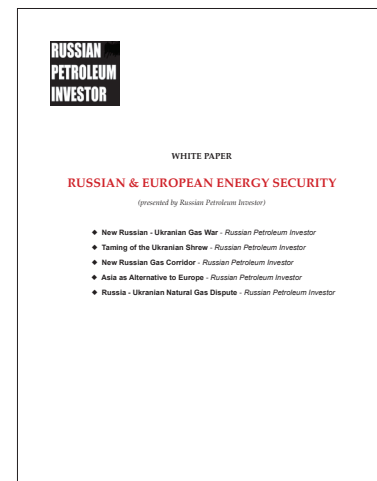 RUSSIAN
PETROLEUM
INVESTOR
WHITE PAPER
RUSSIAN & EUROPEAN ENERGY SECURITY
(presented by Russian Petroleum Investor)
◆ New Russian - Ukranian Gas War - Russian Petroleum Investor
◆ Taming of the Ukranian Shrew - Russian Petroleum Investor
◆ New Russian Gas Corridor - Russian Petroleum Investor
◆ Asia as Alternative to Europe - Russian Petroleum Investor
◆ Russia - Ukranian Natural Gas Dispute - Russian Petroleum Investor